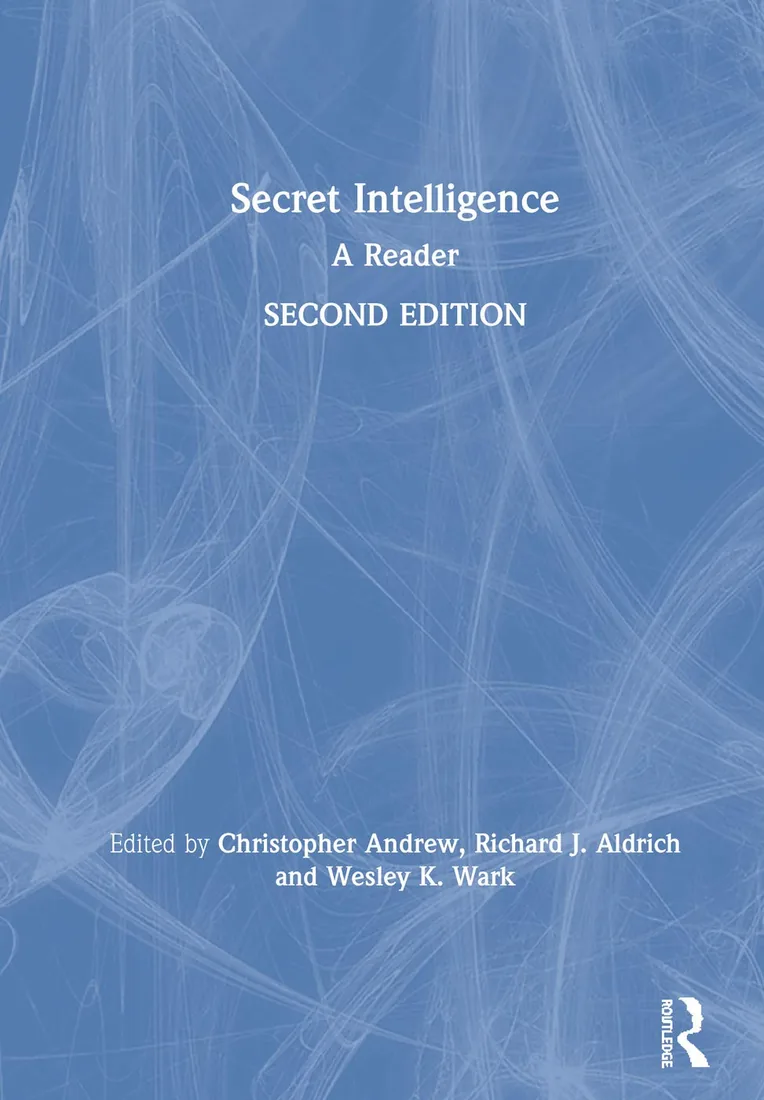 Secret Intelligence
A Reader
SECOND EDITION
Edited by Christopher Andrew, Richard J. Aldrich
and Wesley K. Wark
ROUTLEDGE